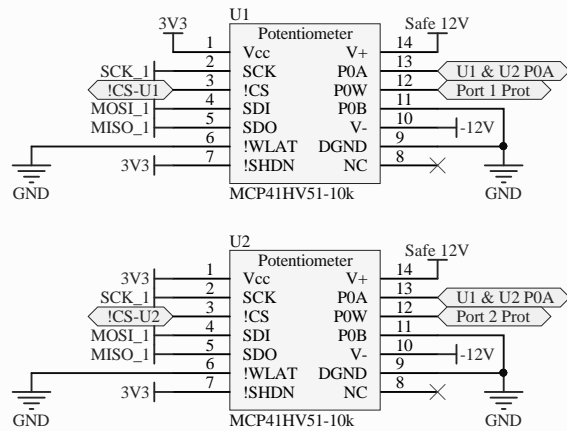 U1
3V3
Potentiometer
Safe 12V
1 Vcc V+ 14
SCK_1 2 SCK P0A 13 U1 & U2 P0A
!CS-U1 3 !CS P0W 12 Port 1 Prot
MOSI_1 4 SDI P0B 11
MISO_1 5 SDO V- 10 -12V
6 !WLAT DGND 9
3V3 7 !SHDN NC 8
GND
GND
MCP41HV51-10k
U2
Potentiometer
Safe 12V
3V3 1 Vcc V+ 14
SCK_1 2 SCK P0A 13 U1 & U2 P0A
!CS-U2 3 !CS P0W 12 Port 2 Prot
MOSI_1 4 SDI P0B 11
MISO_1 5 SDO V- 10 -12V
6 !WLAT DGND 9
3V3 7 !SHDN NC 8
GND
GND
MCP41HV51-10k